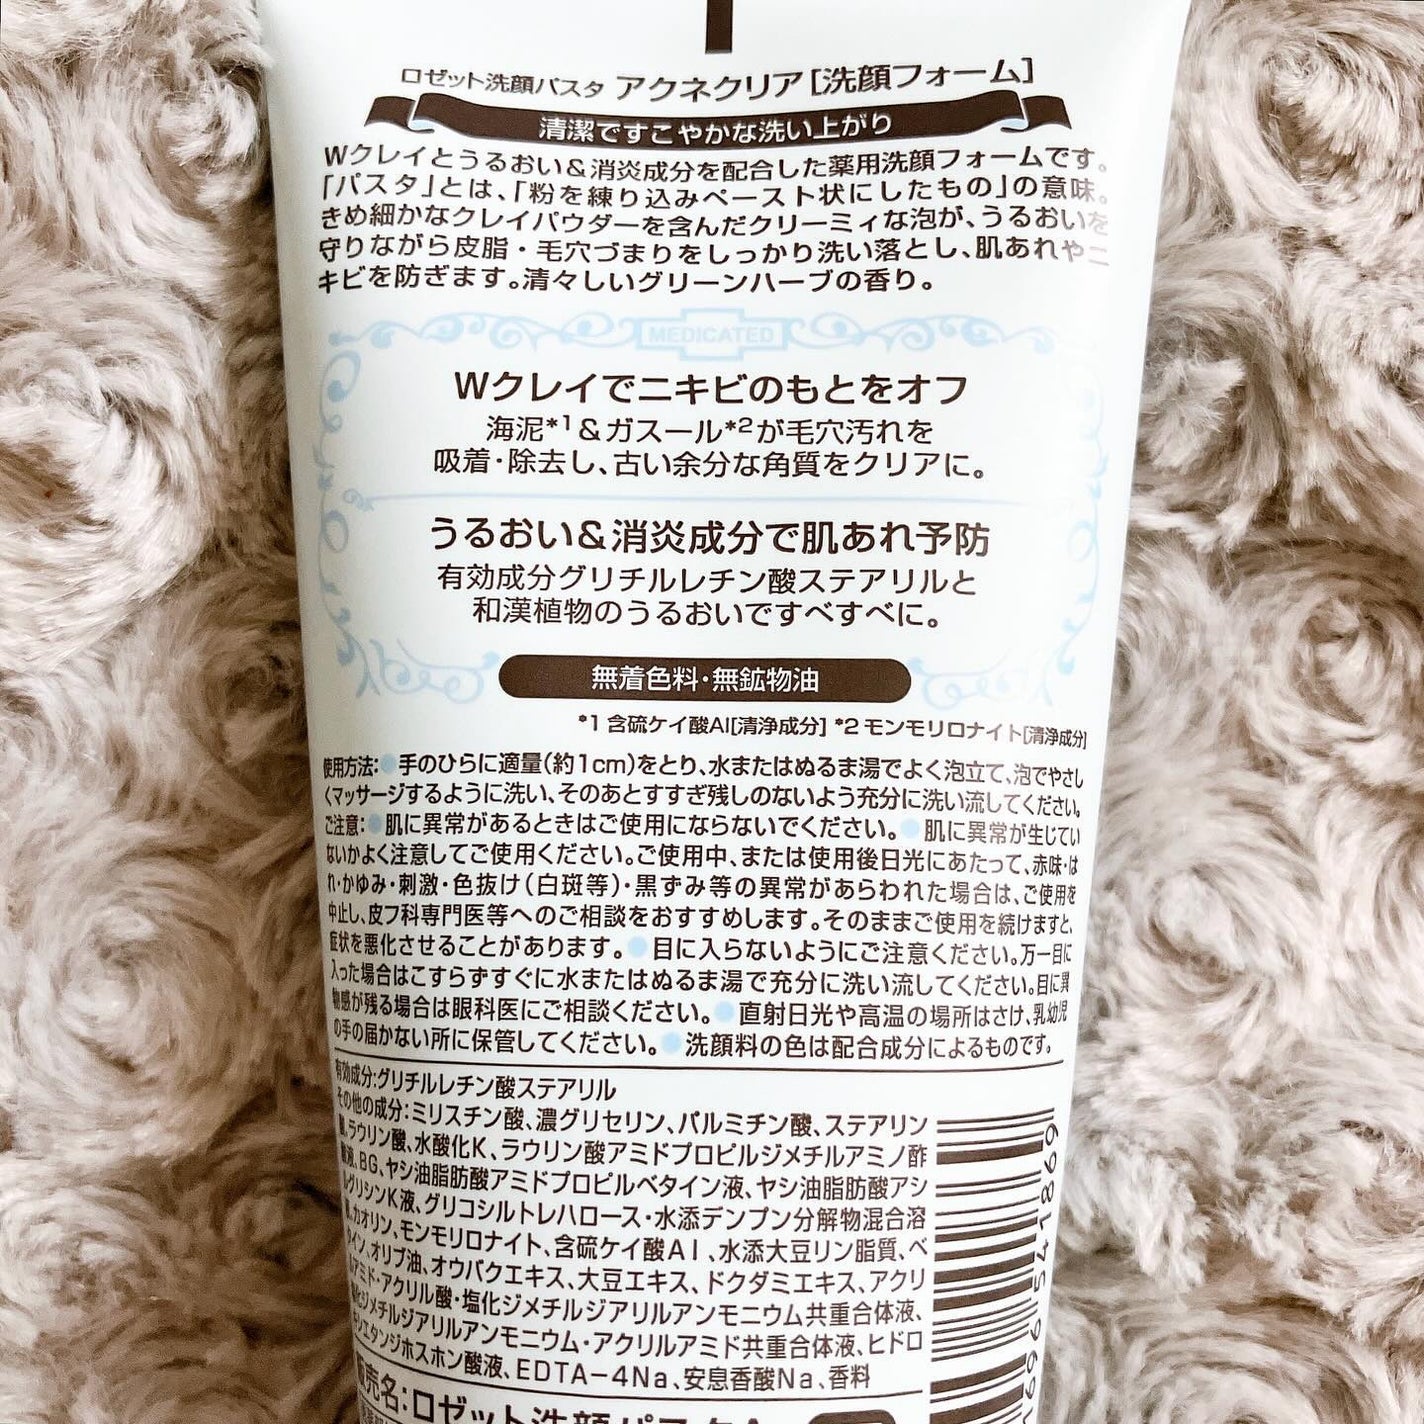 ロゼット洗顔パスタ アクネクリア[洗顔フォーム]
清潔ですこやかな洗い上がり
Wクレイとうるおい&消炎成分を配合した薬用洗顔フォームです。
「パスタ」とは、「粉を練り込みペースト状にしたもの」の意味。
きめ細かなクレイパウダーを含んだクリーミィな泡が、うるおいを
守りながら皮脂・毛穴づまりをしっかり洗い落とし、肌あれやニ
キビを防ぎます。清々しいグリーンハーブの香り。
MEDICATED
Wクレイでニキビのもとをオフ
海泥*1&ガスール*2が毛穴汚れを
吸着・除去し、古い余分な角質をクリアに。
うるおい&消炎成分で肌あれ予防
有効成分グリチルレチン酸ステアリルと
和漢植物のうるおいですべすべに。
無着色料・無鉱物油
*1 含硫ケイ酸Al[清浄成分] *2 モンモリロナイト[清浄成分]
使用方法:●手のひらに適量(約1cm)をとり、水またはぬるま湯でよく泡立て、泡でやさし
くマッサージするように洗い、そのあとすすぎ残しのないよう充分に洗い流してください。
ご注意:●肌に異常があるときはご使用にならないでください。●肌に異常が生じてい
ないかよく注意してご使用ください。ご使用中、または使用後日光にあたって、赤味・は
れ・かゆみ・刺激・色抜け(白斑等)・黒ずみ等の異常があらわれた場合は、ご使用を
中止し、皮フ科専門医等へのご相談をおすすめします。そのままご使用を続けますと、
症状を悪化させることがあります。●目に入らないようにご注意ください。万一目に
入った場合はこすらずすぐに水またはぬるま湯で充分に洗い流してください。目に異
物感が残る場合は眼科医にご相談ください。●直射日光や高温の場所はさけ、乳幼児
の手の届かない所に保管してください。●洗顔料の色は配合成分によるものです。
有効成分:グリチルレチン酸ステアリル
その他の成分:ミリスチン酸、濃グリセリン、パルミチン酸、ステアリン
酸、ラウリン酸、水酸化K、ラウリン酸アミドプロピルジメチルアミノ酢
酸液、BG、ヤシ油脂肪酸アミドプロピルベタイン液、ヤシ油脂肪酸アシ
ルグリシンK液、グリコシルトレハロース・水添デンプン分解物混合溶
液、カオリン、モンモリロナイト、含硫ケイ酸Al、水添大豆リン脂質、ベ
タイン、オリブ油、オウバクエキス、大豆エキス、ドクダミエキス、アクリ
ルアミド・アクリル酸・塩化ジメチルジアリルアンモニウム共重合体液、
塩化ジメチルジアリルアンモニウム・アクリルアミド共重合体液、ヒドロ
キシエタンジホスホン酸液、EDTA-4Na、安息香酸Na、香料
販売名:ロゼット洗顔パスタA
541869